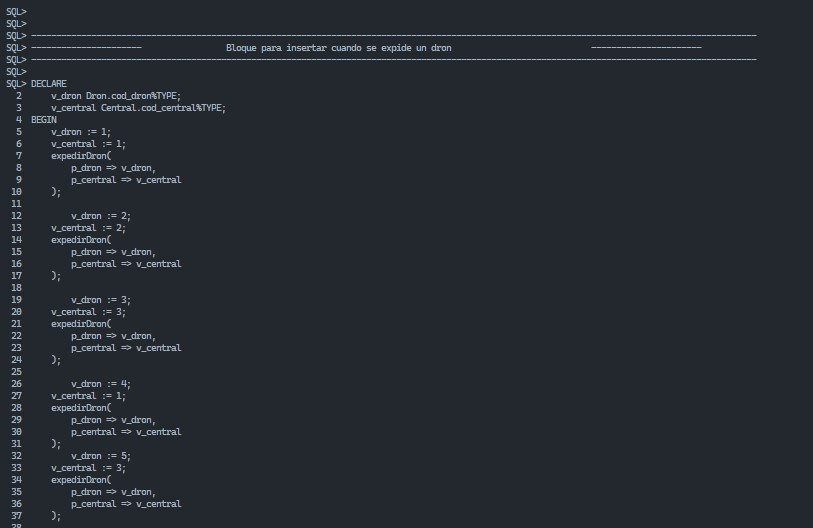 SQL>
SQL>
SQL> -------------------------------------------------------------------------------------------------------------------------------------------------
SQL> ----------------------                 Bloque para insertar cuando se expide un dron                            ----------------------
SQL> -------------------------------------------------------------------------------------------------------------------------------------------------
SQL>
SQL> DECLARE
  2      v_dron Dron.cod_dron%TYPE;
  3      v_central Central.cod_central%TYPE;
  4  BEGIN
  5      v_dron := 1;
  6      v_central := 1;
  7      expedirDron(
  8          p_dron => v_dron,
  9          p_central => v_central
 10      );
 11
 12          v_dron := 2;
 13      v_central := 2;
 14      expedirDron(
 15          p_dron => v_dron,
 16          p_central => v_central
 17      );
 18
 19          v_dron := 3;
 20      v_central := 3;
 21      expedirDron(
 22          p_dron => v_dron,
 23          p_central => v_central
 24      );
 25
 26          v_dron := 4;
 27      v_central := 1;
 28      expedirDron(
 29          p_dron => v_dron,
 30          p_central => v_central
 31      );
 32          v_dron := 5;
 33      v_central := 3;
 34      expedirDron(
 35          p_dron => v_dron,
 36          p_central => v_central
 37      );
 38